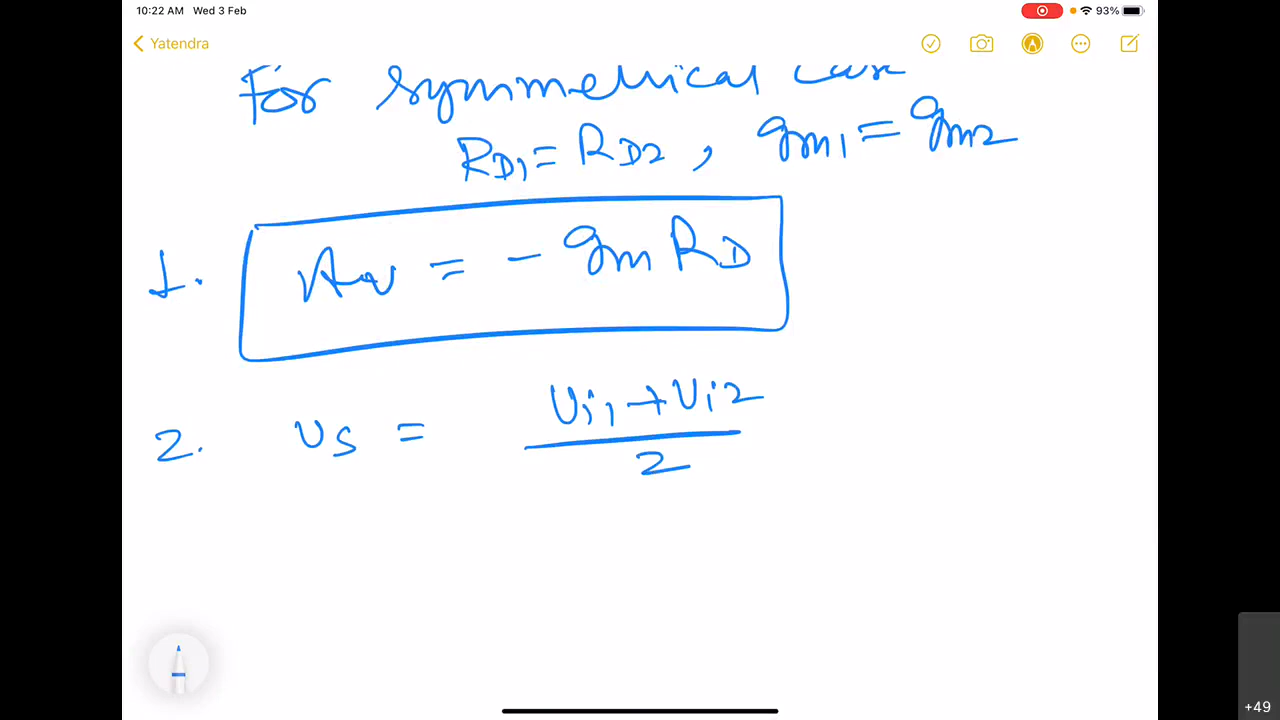 10:22 AM Wed 3 Feb 93%
Yatendra
For symmetrical case
RD1 = RD2 , gm1 = gm2
1. Av = - gm RD
2. vs = vi1 + vi2
2
+49